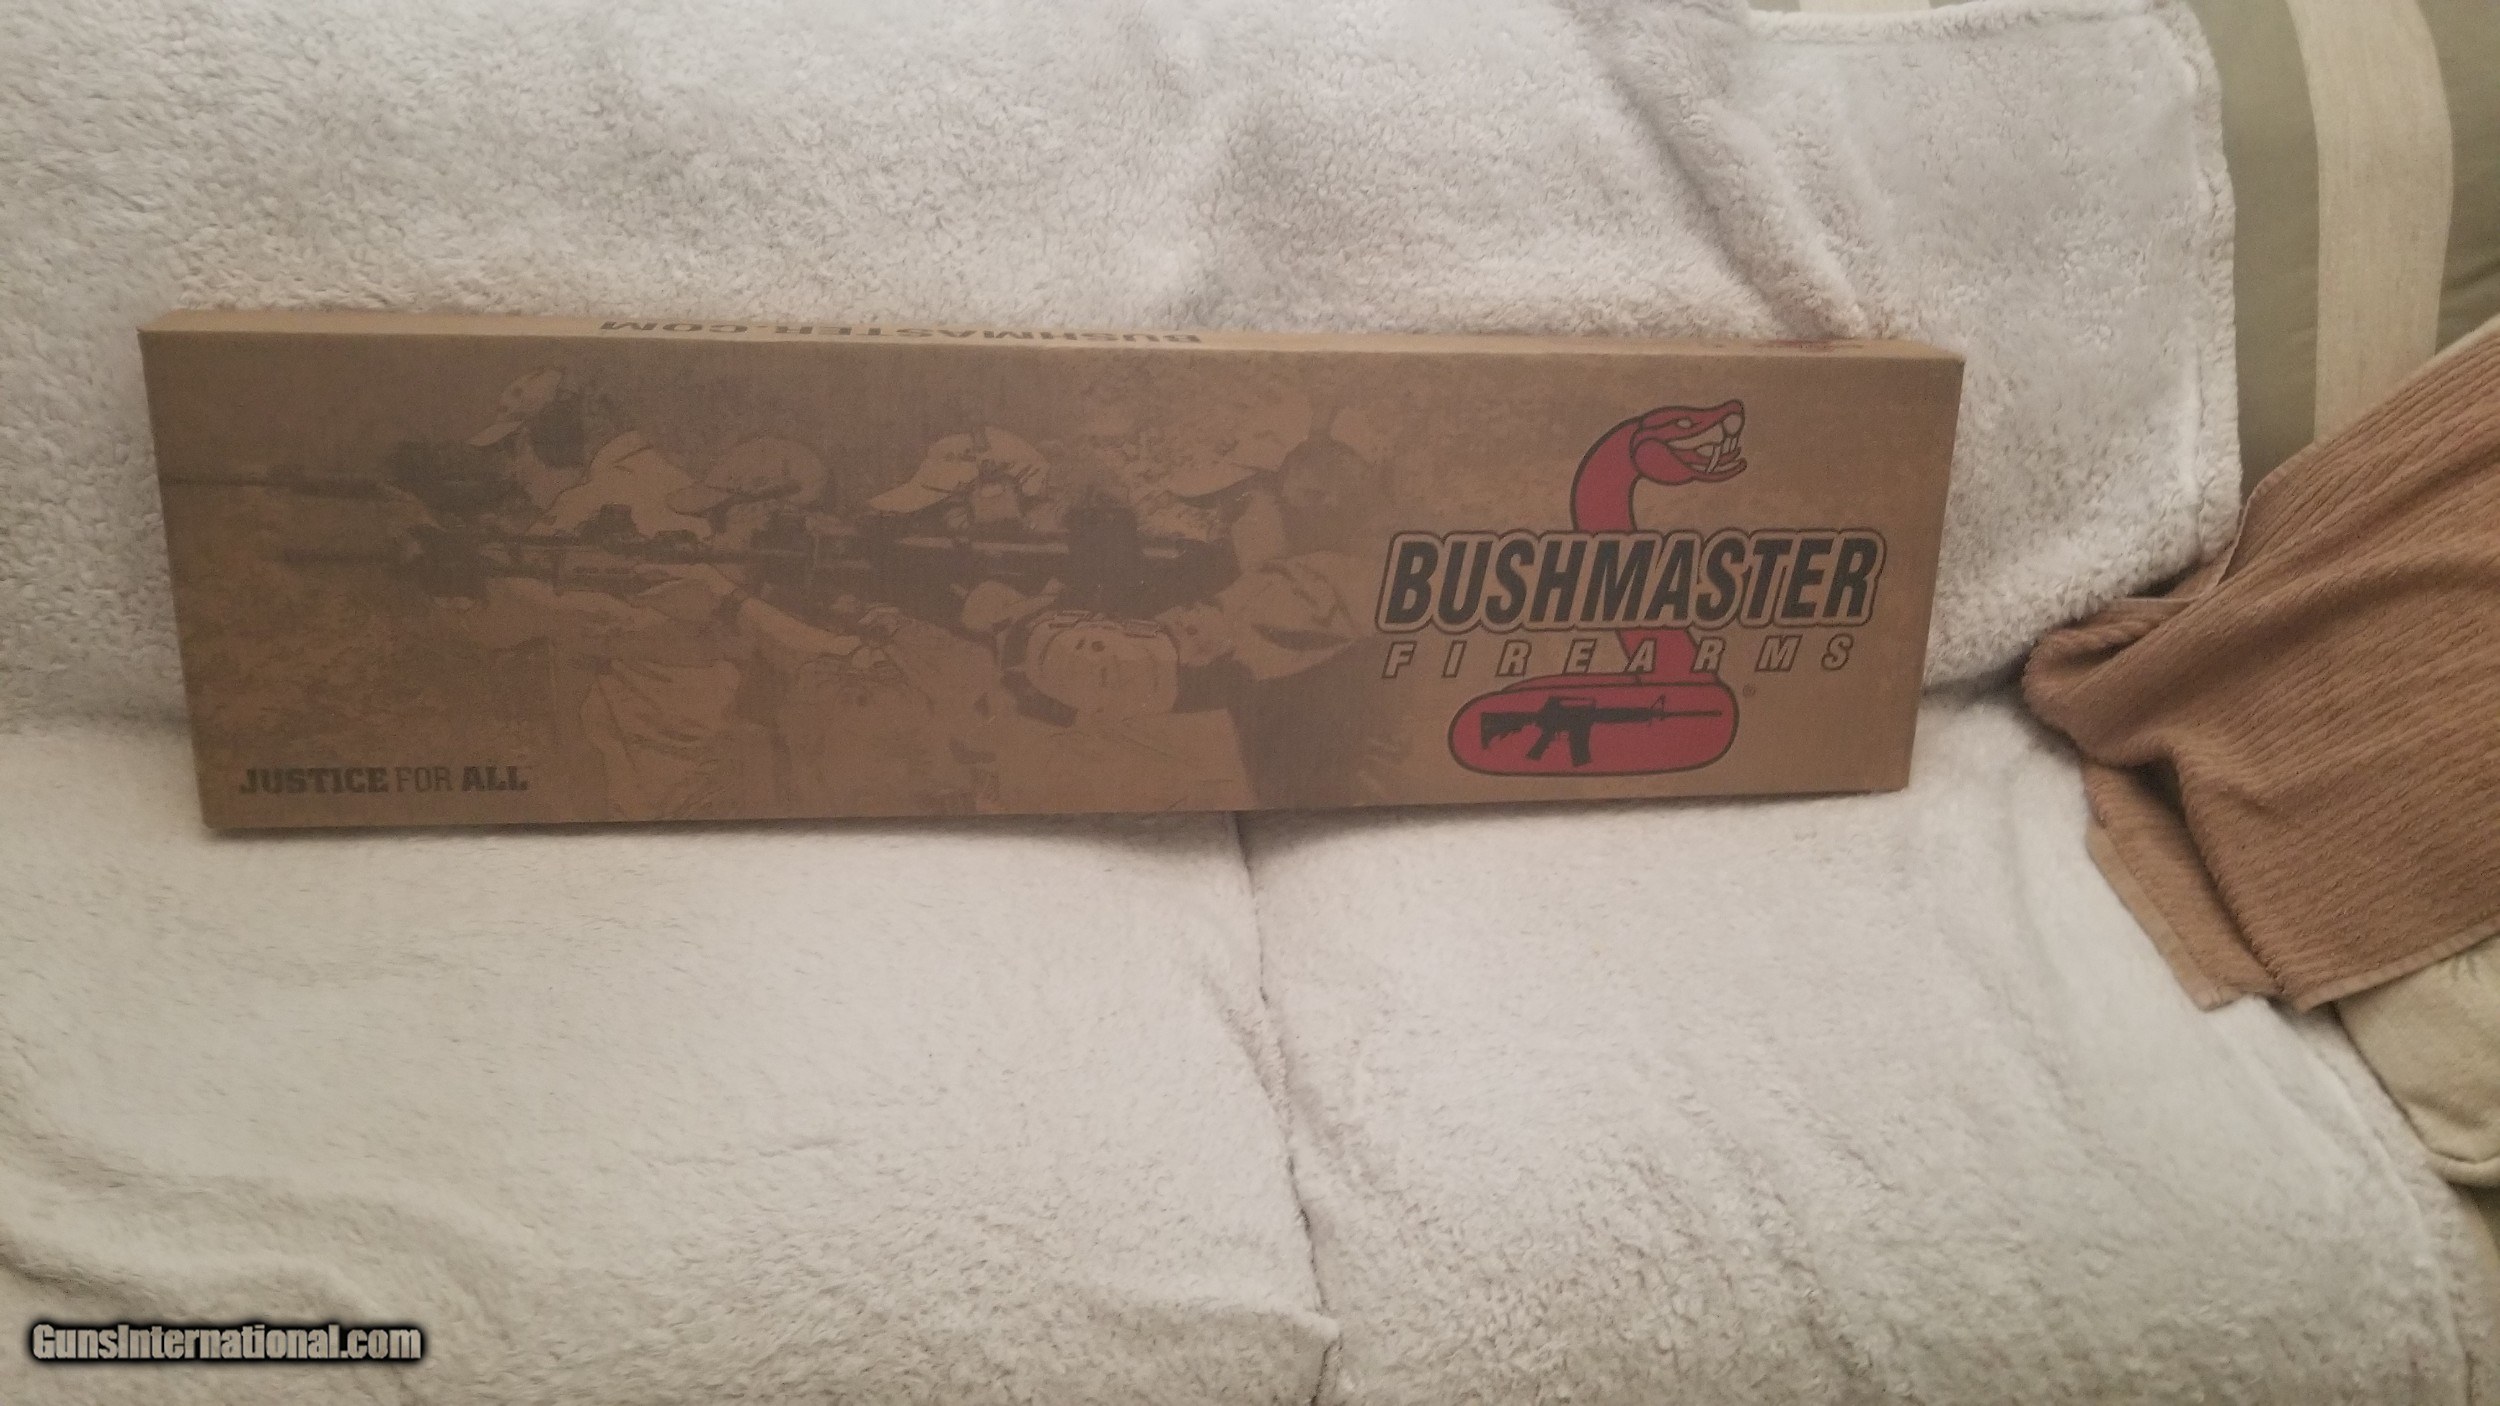 BUSHMASTER.COM
BUSHMASTER
FIREARMS
®
JUSTICE FOR ALL
GunsInternational.com